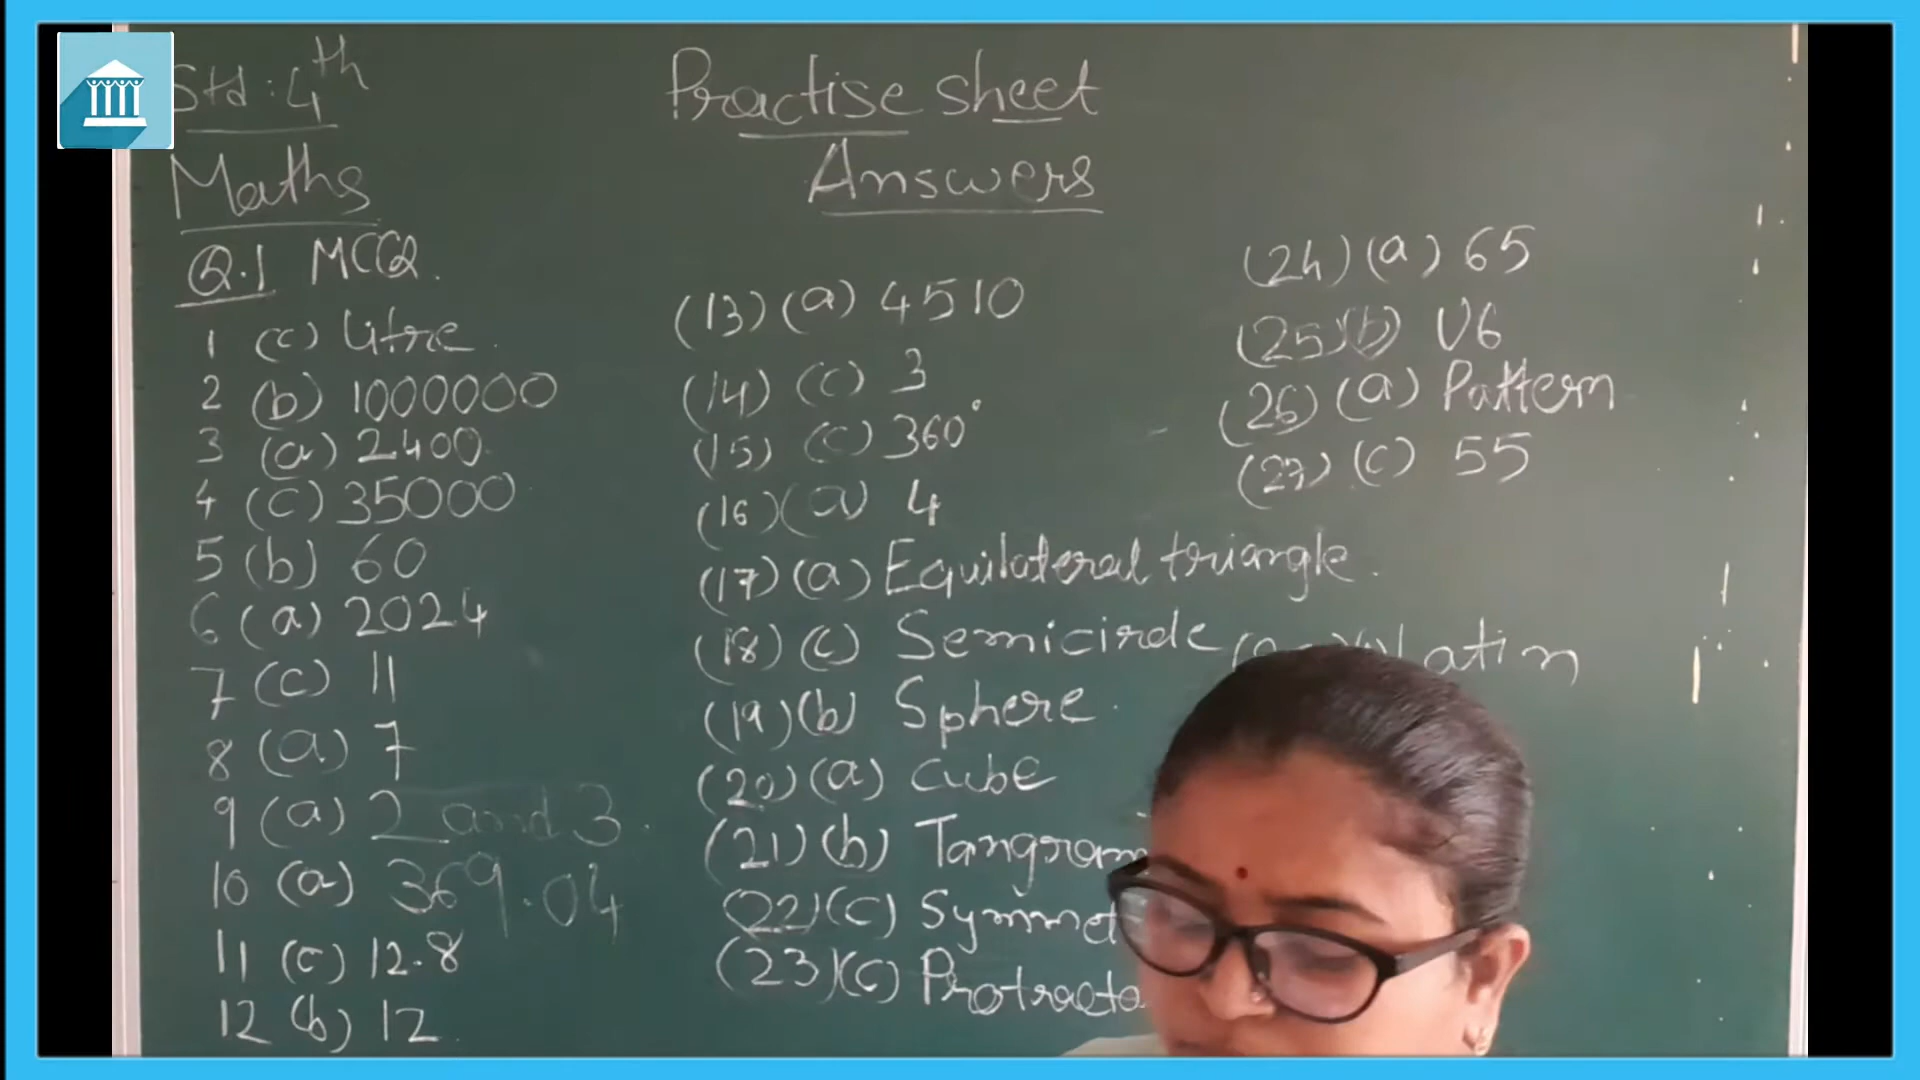 Std : 4th
Practise sheet
Maths
Answers
Q.1 MCQ.
1 (c) litre.
2 (b) 1000000
3 (a) 2400
4 (c) 35000
5 (b) 60
6 (a) 2024
7 (c) 11
8 (a) 7
9 (a) 2 and 3.
10 (a) 369.04
11 (c) 12.8
12 (b) 12.
(13) (a) 4510
(14) (c) 3
(15) (c) 360°
(16) (a) 4
(17) (a) Equilateral triangle.
(18) (c) Semicircle
(19) (b) Sphere.
(20) (a) Cube
(21) (b) Tangram
(22) (c) Symmet
(23) (c) Protracto
(24) (a) 65
(25) (b) V6
(26) (a) Pattern
(27) (c) 55